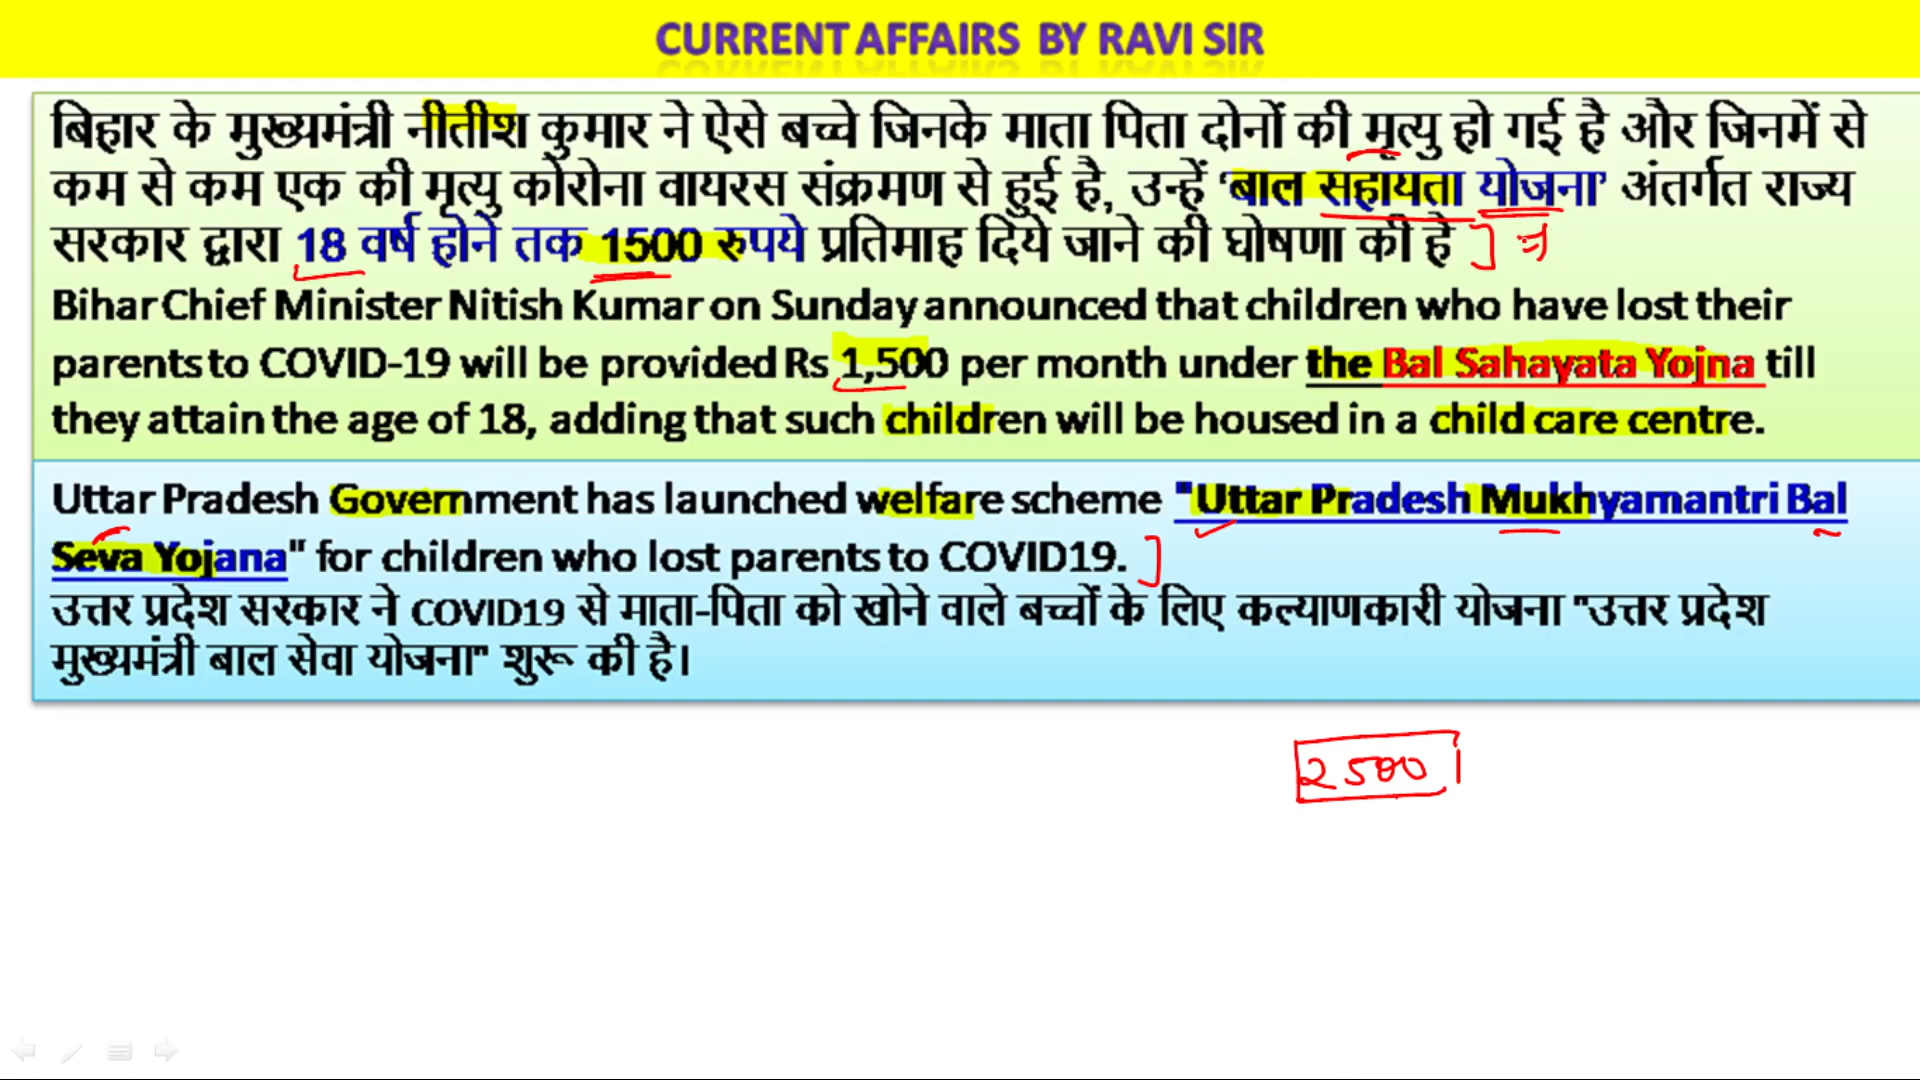 CURRENT AFFAIRS BY RAVI SIR
बिहार के मुख्यमंत्री नीतीश कुमार ने ऐसे बच्चे जिनके माता पिता दोनों की मृत्यु हो गई है और जिनमें से
कम से कम एक की मृत्यु कोरोना वायरस संक्रमण से हुई है, उन्हें ‘बाल सहायता योजना’ अंतर्गत राज्य
सरकार द्वारा 18 वर्ष होने तक 1500 रुपये प्रतिमाह दिये जाने की घोषणा की है
Bihar Chief Minister Nitish Kumar on Sunday announced that children who have lost their
parents to COVID-19 will be provided Rs 1,500 per month under the Bal Sahayata Yojna till
they attain the age of 18, adding that such children will be housed in a child care centre.
Uttar Pradesh Government has launched welfare scheme "Uttar Pradesh Mukhyamantri Bal
Seva Yojana" for children who lost parents to COVID19.
उत्तर प्रदेश सरकार ने COVID19 से माता-पिता को खोने वाले बच्चों के लिए कल्याणकारी योजना "उत्तर प्रदेश
मुख्यमंत्री बाल सेवा योजना" शुरू की है।
2500